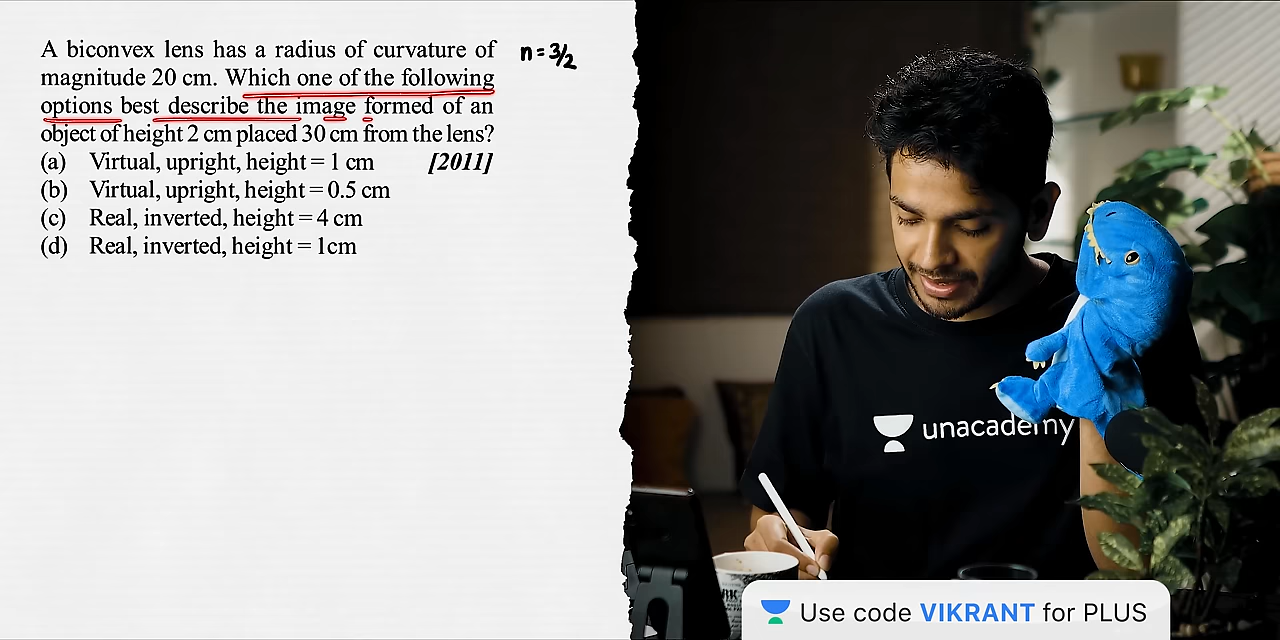 A biconvex lens has a radius of curvature of
magnitude 20 cm. Which one of the following
options best describe the image formed of an
object of height 2 cm placed 30 cm from the lens?
(a) Virtual, upright, height = 1 cm [2011]
(b) Virtual, upright, height = 0.5 cm
(c) Real, inverted, height = 4 cm
(d) Real, inverted, height = 1cm
n = 3/2
unacademy
Use code VIKRANT for PLUS